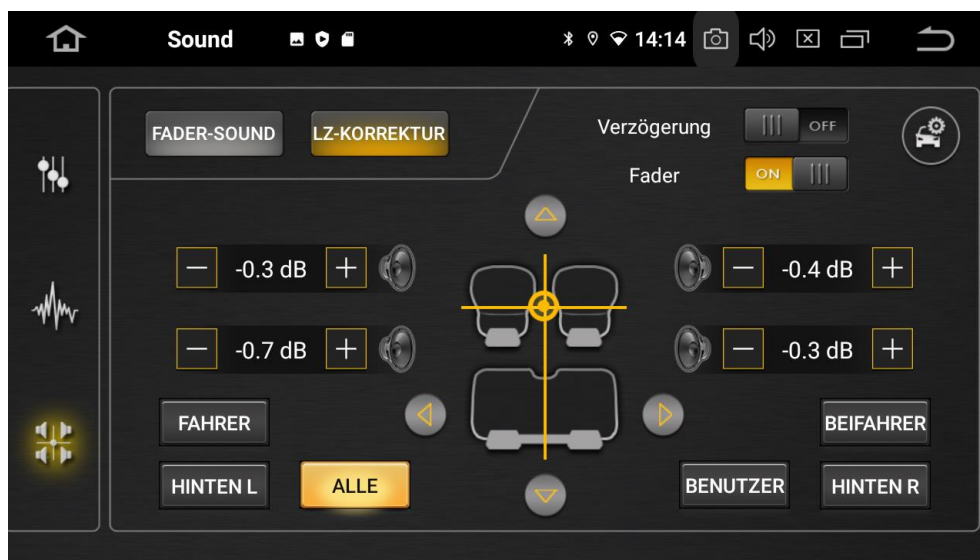 Sound
14:14
FADER-SOUND
LZ-KORREKTUR
Verzögerung
OFF
Fader
ON
-0.3 dB
-0.4 dB
-0.7 dB
-0.3 dB
FAHRER
BEIFAHRER
HINTEN L
ALLE
BENUTZER
HINTEN R